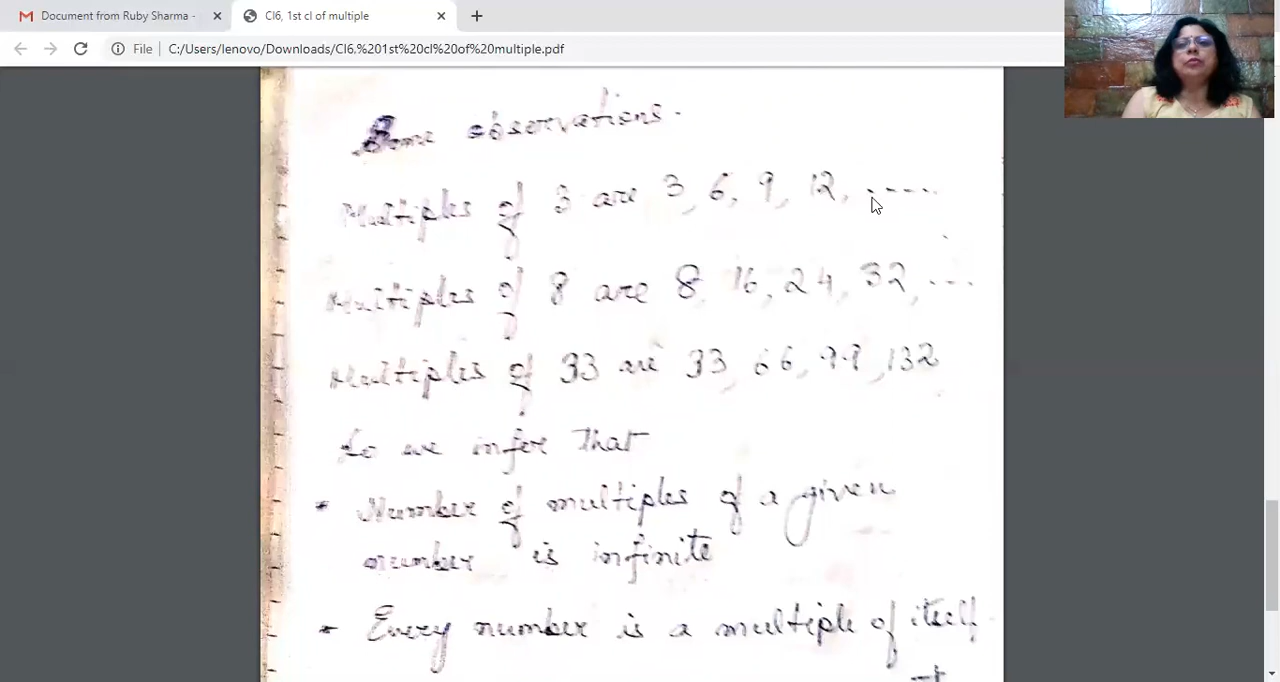 Document from Ruby Sharma -
Cl6, 1st cl of multiple
File
C:/Users/lenovo/Downloads/Cl6.%201st%20cl%20of%20multiple.pdf
Some observations.
Multiples of 3 are 3, 6, 9, 12, .....
Multiples of 8 are 8, 16, 24, 32, ...
Multiples of 33 are 33, 66, 99, 132
So we infer that
Number of multiples of a given
number is infinite
Every number is a multiple of itself